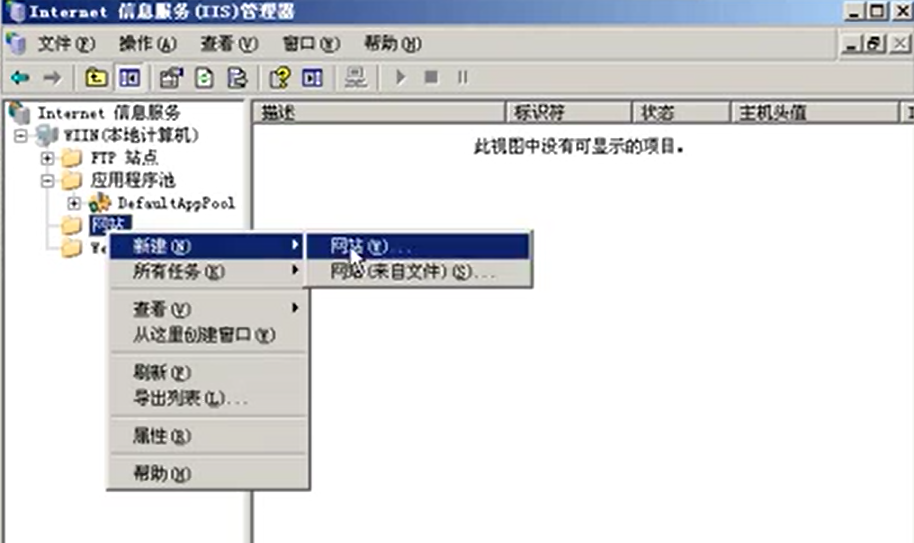 Internet 信息服务(IIS)管理器
文件(F) 操作(A) 查看(V) 窗口(W) 帮助(H)
Internet 信息服务
描述 标识符 状态 主机头值
WIIN(本地计算机)
此视图中没有可显示的项目。
FTP 站点
应用程序池
DefaultAppPool
网站
新建(N)
网站(W)...
所有任务(K)
网站(来自文件)(S)...
查看(V)
从这里创建窗口(W)
刷新(F)
导出列表(L)...
属性(R)
帮助(H)